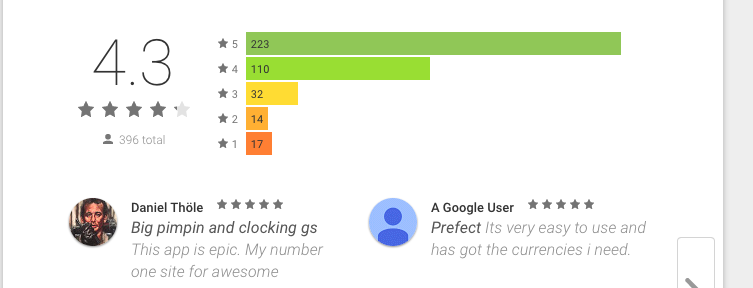 4.3
396 total
5 223
4 110
3 32
2 14
1 17
Daniel Thöle
Big pimpin and clocking gs
This app is epic. My number
one site for awesome
A Google User
Prefect Its very easy to use and
has got the currencies i need.